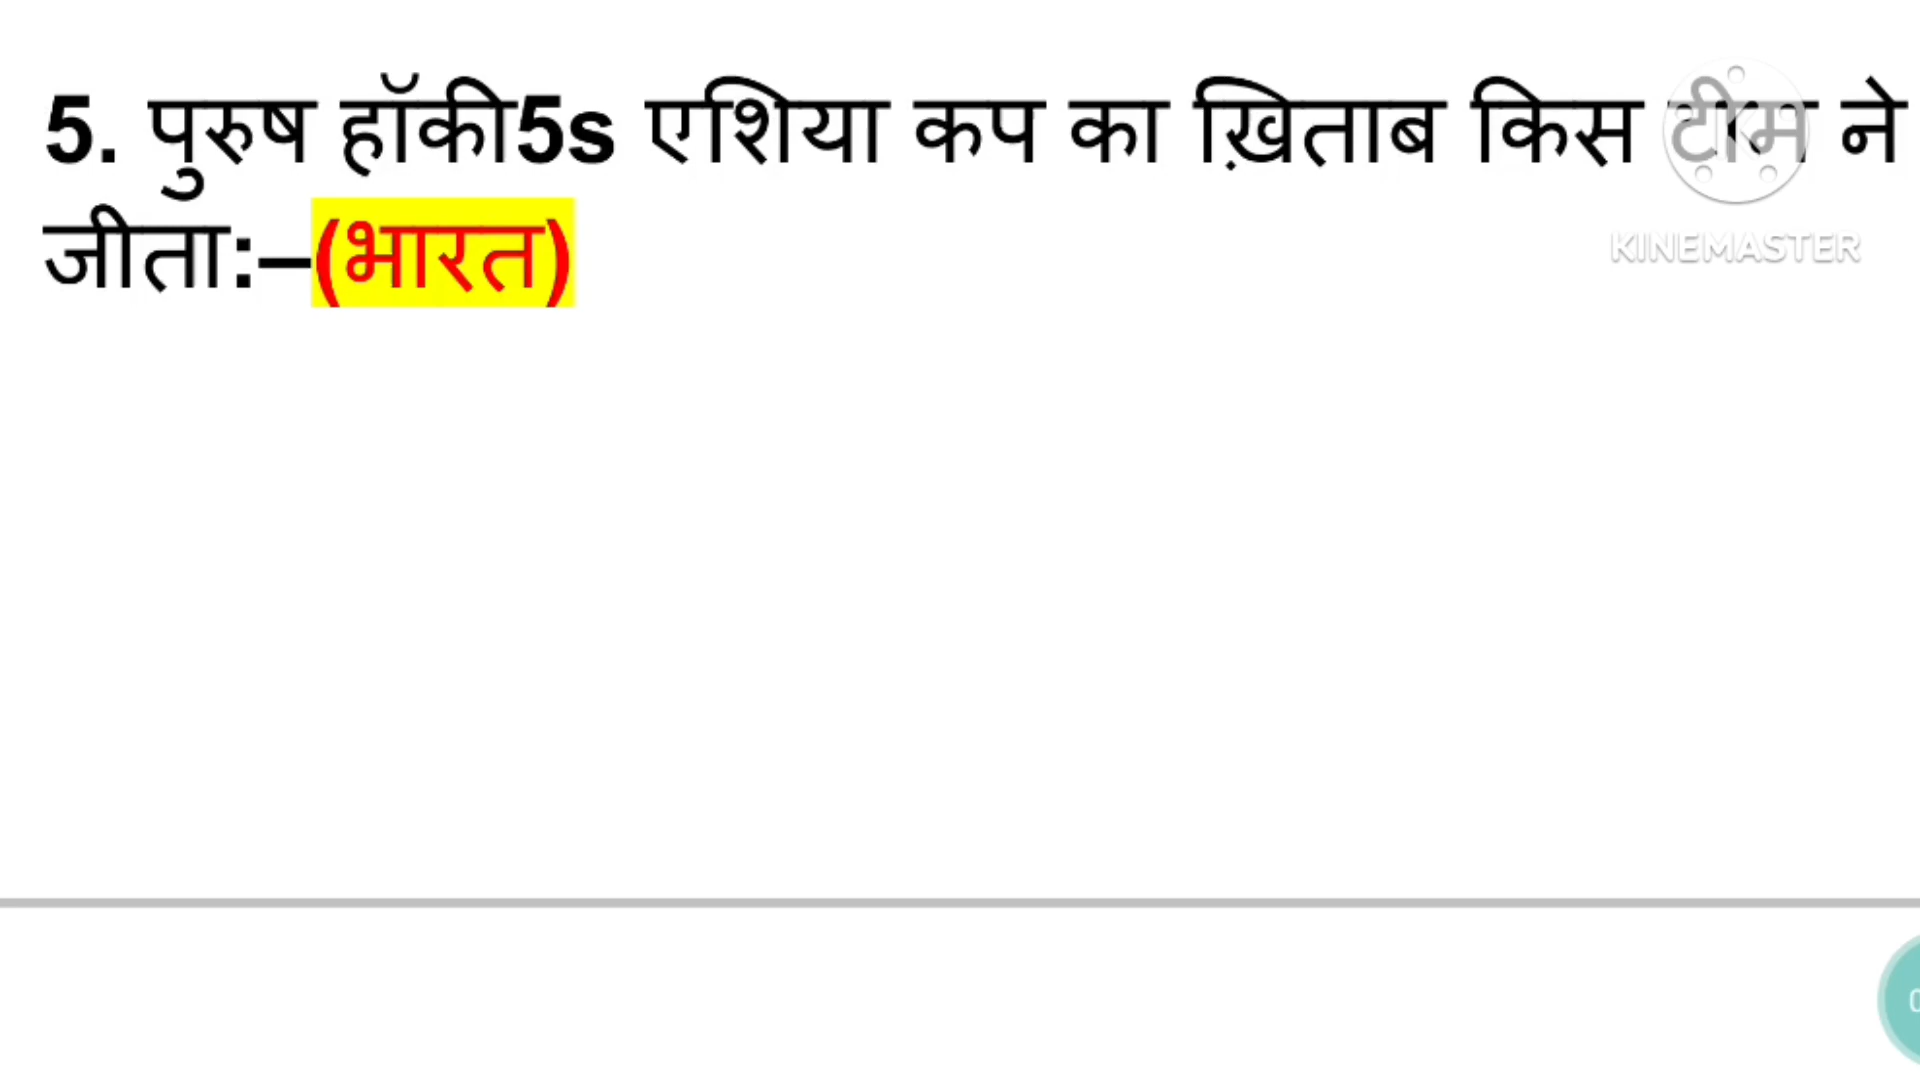 5. पुरुष हॉकी5s एशिया कप का ख़िताब किस टीम ने
जीता:–(भारत)
KINEMASTER